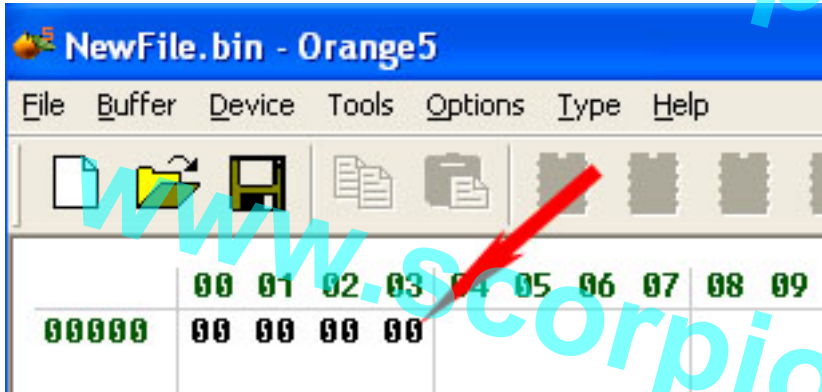 NewFile.bin - Orange5
File Buffer Device Tools Options Type Help
00 01 02 03 04 05 06 07 08 09
00000 00 00 00 00
www.scorpio